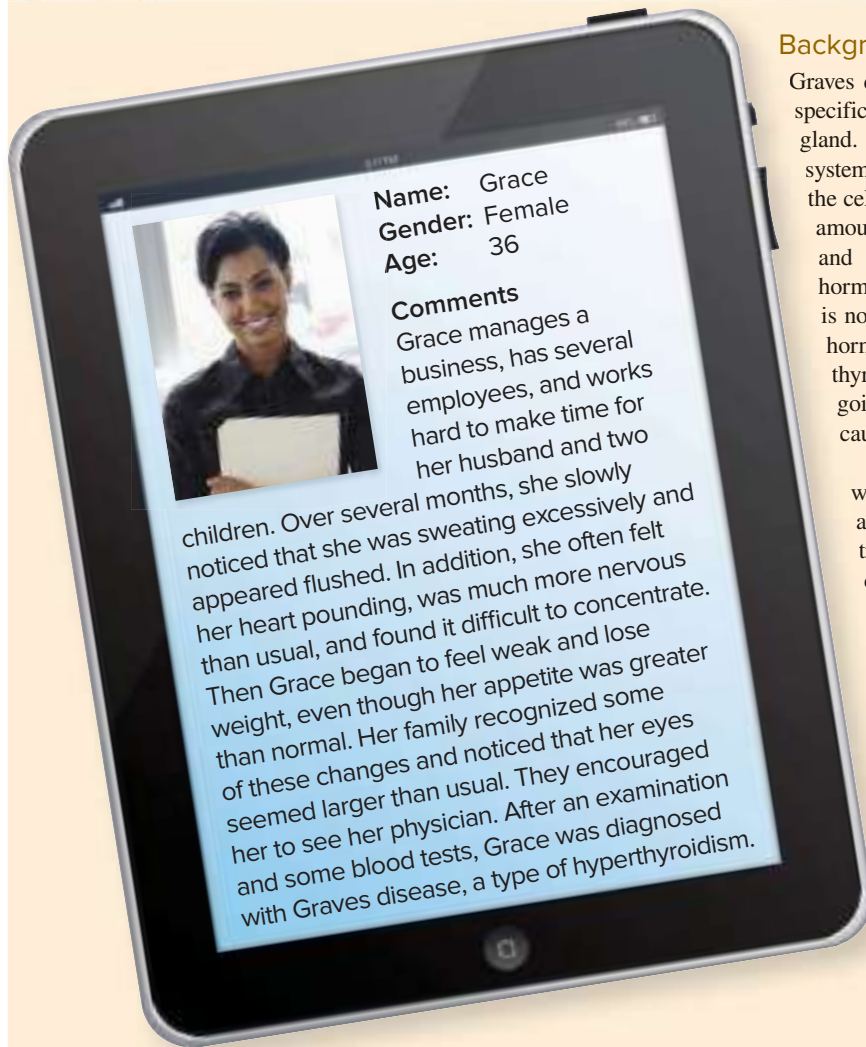 Name: Grace
Gender: Female
Age: 36
Comments
Grace manages a
business, has several
employees, and works
hard to make time for
her husband and two
children. Over several months, she slowly
noticed that she was sweating excessively and
appeared flushed. In addition, she often felt
her heart pounding, was much more nervous
than usual, and found it difficult to concentrate.
Then Grace began to feel weak and lose
weight, even though her appetite was greater
than normal. Her family recognized some
of these changes and noticed that her eyes
seemed larger than usual. They encouraged
her to see her physician. After an examination
and some blood tests, Grace was diagnosed
with Graves disease, a type of hyperthyroidism.
Backgr
Graves
specific
gland.
system
the cel
amou
and
horm
is no
horn
thyr
goi
cau
w
a